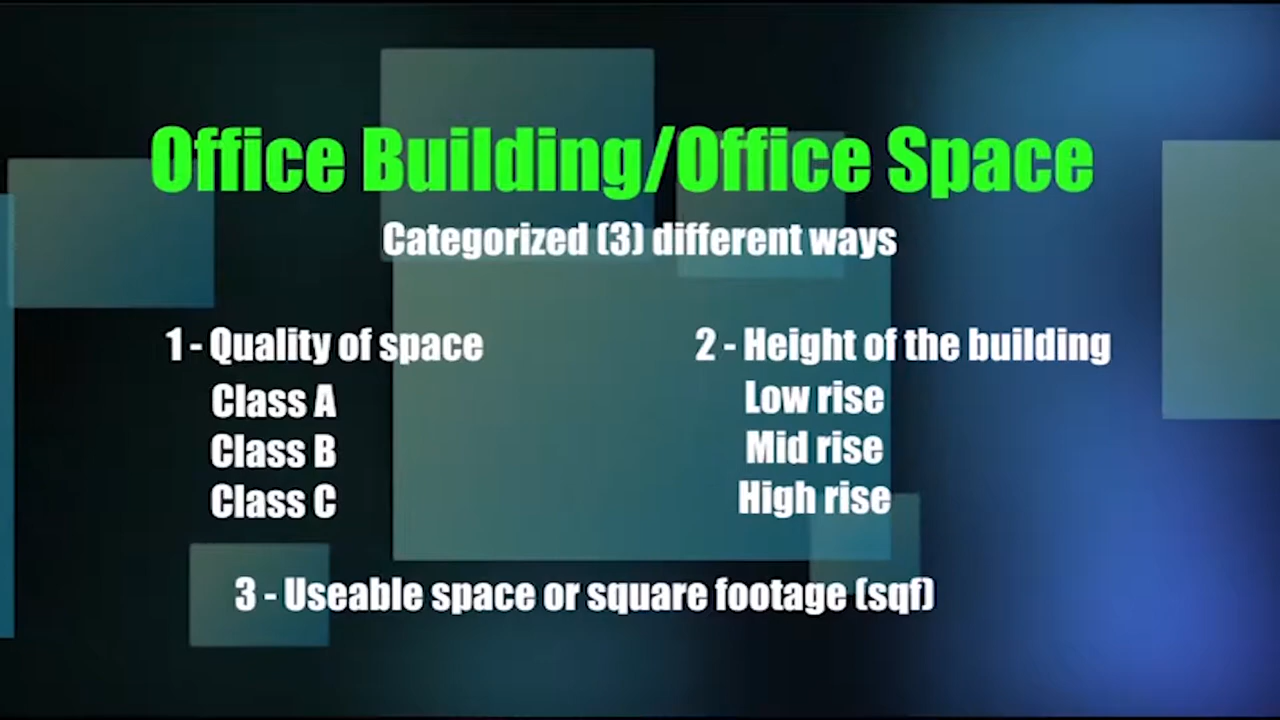 Office Building/Office Space
Categorized (3) different ways
1 - Quality of space
Class A
Class B
Class C
2 - Height of the building
Low rise
Mid rise
High rise
3 - Useable space or square footage (sqf)